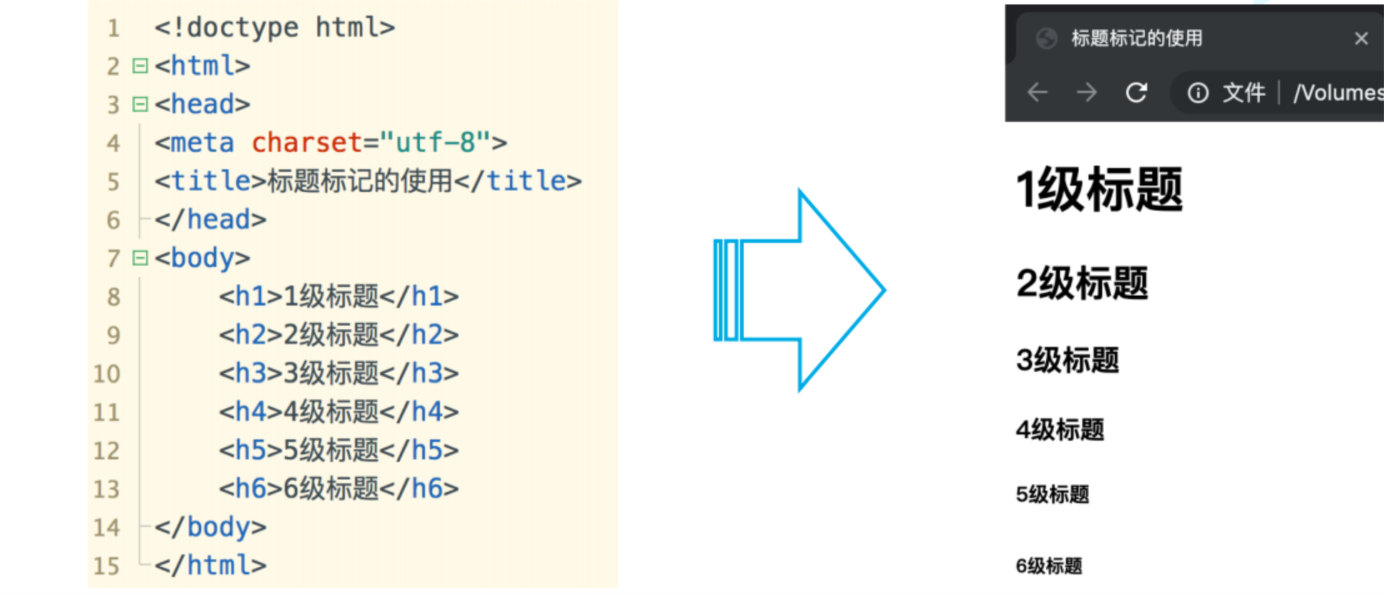 1 <!doctype html>
2 <html>
3 <head>
4 <meta charset="utf-8">
5 <title>标题标记的使用</title>
6 </head>
7 <body>
8 <h1>1级标题</h1>
9 <h2>2级标题</h2>
10 <h3>3级标题</h3>
11 <h4>4级标题</h4>
12 <h5>5级标题</h5>
13 <h6>6级标题</h6>
14 </body>
15 </html>
标题标记的使用
文件 | /Volumes
1级标题
2级标题
3级标题
4级标题
5级标题
6级标题